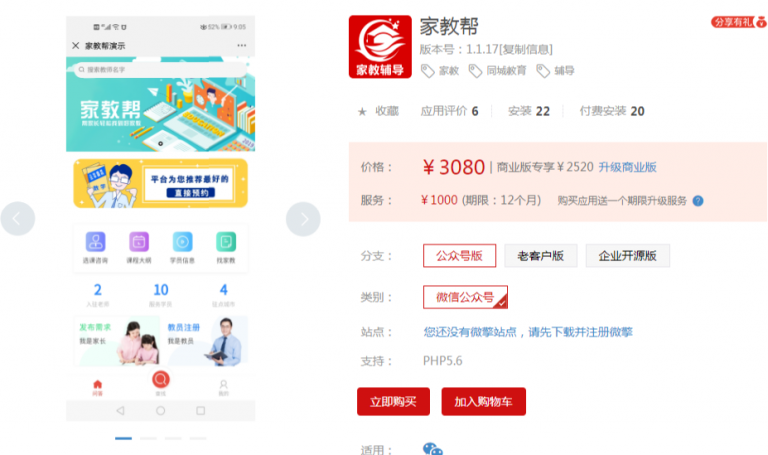 52% 9:05
家教帮演示
搜索教师名字
家教帮
平台为您推荐最好的
直接预约
数学
选课咨询 课程大纲 学员信息 找家教
2 10 4
发布需求 教员注册
我是家长 我是教员
家教帮
版本号：1.1.17[复制信息]
分享有礼
家教辅导
家教 同城教育 辅导
收藏 应用评价 6 安装 22 付费安装 20
价格： ¥3080 | 商业版专享¥2520 升级商业版
服务： ¥1000 (期限：12个月) 购买应用送一个期限升级服务 ?
分支： 公众号版 老客户版 企业开源版
类别： 微信公众号
站点： 您还没有微擎站点，请先下载并注册微擎
支持： PHP5.6
立即购买 加入购物车
适用：